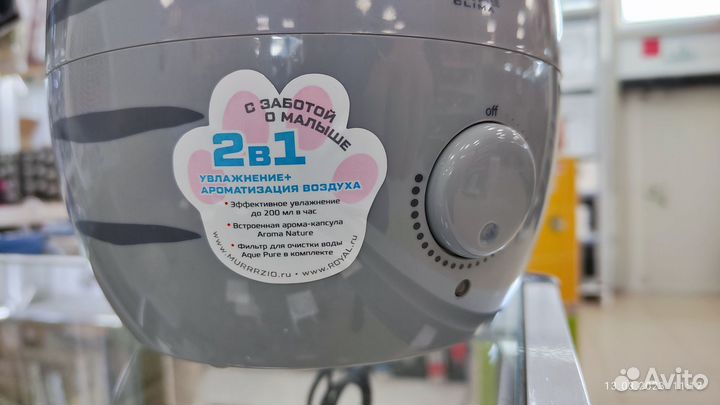 CLIMA
off
С ЗАБОТОЙ
О МАЛЫШЕ
2в1
УВЛАЖНЕНИЕ+
АРОМАТИЗАЦИЯ ВОЗДУХА
• Эффективное увлажнение
до 200 мл в час
• Встроенная арома-капсула
Aroma Nature
• Фильтр для очистки воды
Aque Pure в комплекте
WWW.MURRRZIO.ru • WWW.ROYAL.ru
Avito